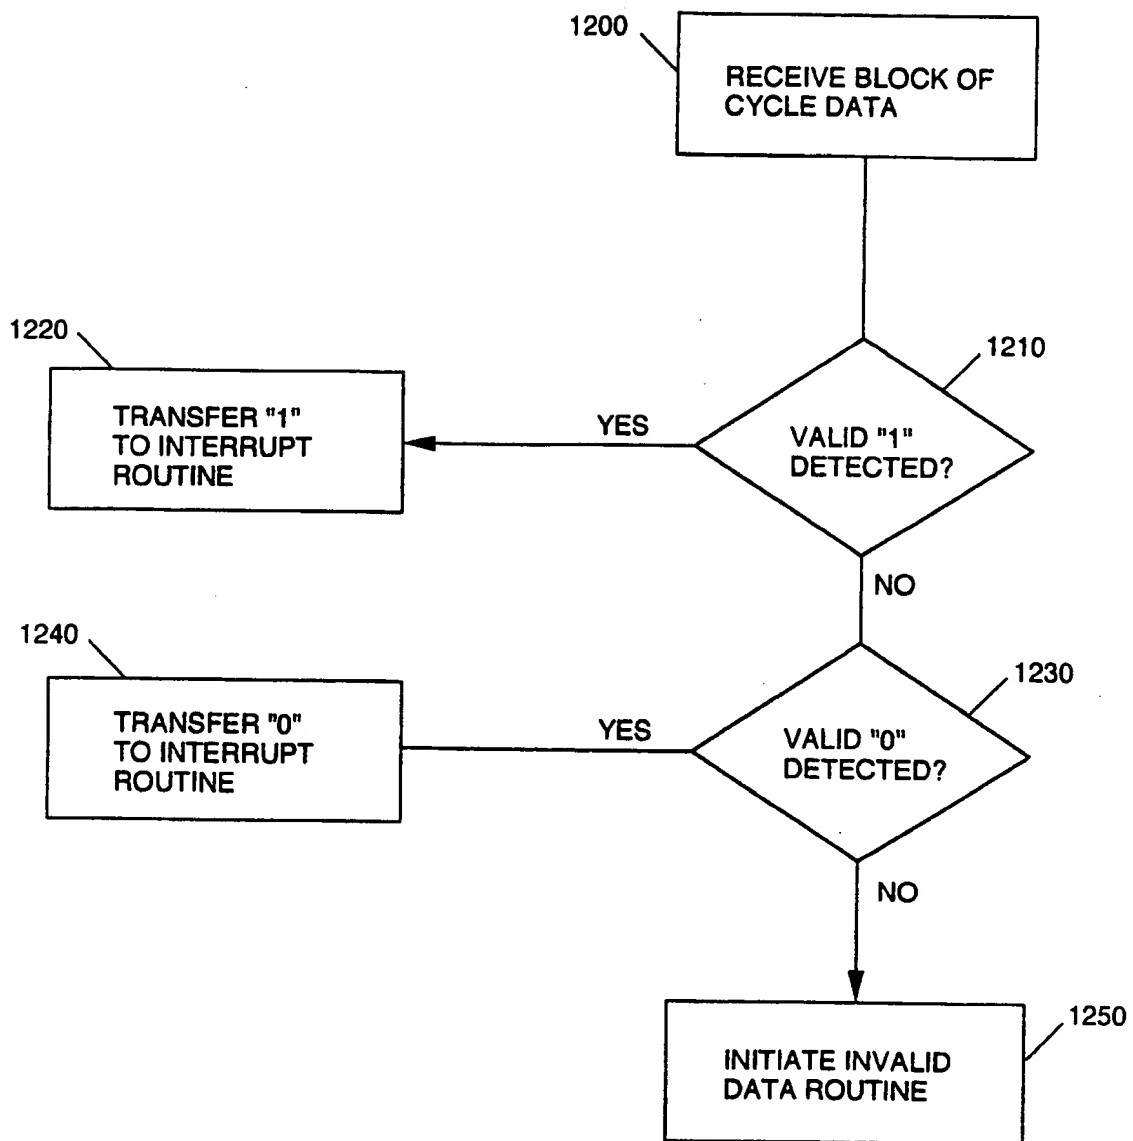 1200
RECEIVE BLOCK OF
CYCLE DATA
1210
VALID "1"
DETECTED?
YES
1220
TRANSFER "1"
TO INTERRUPT
ROUTINE
NO
1230
VALID "0"
DETECTED?
YES
1240
TRANSFER "0"
TO INTERRUPT
ROUTINE
NO
1250
INITIATE INVALID
DATA ROUTINE